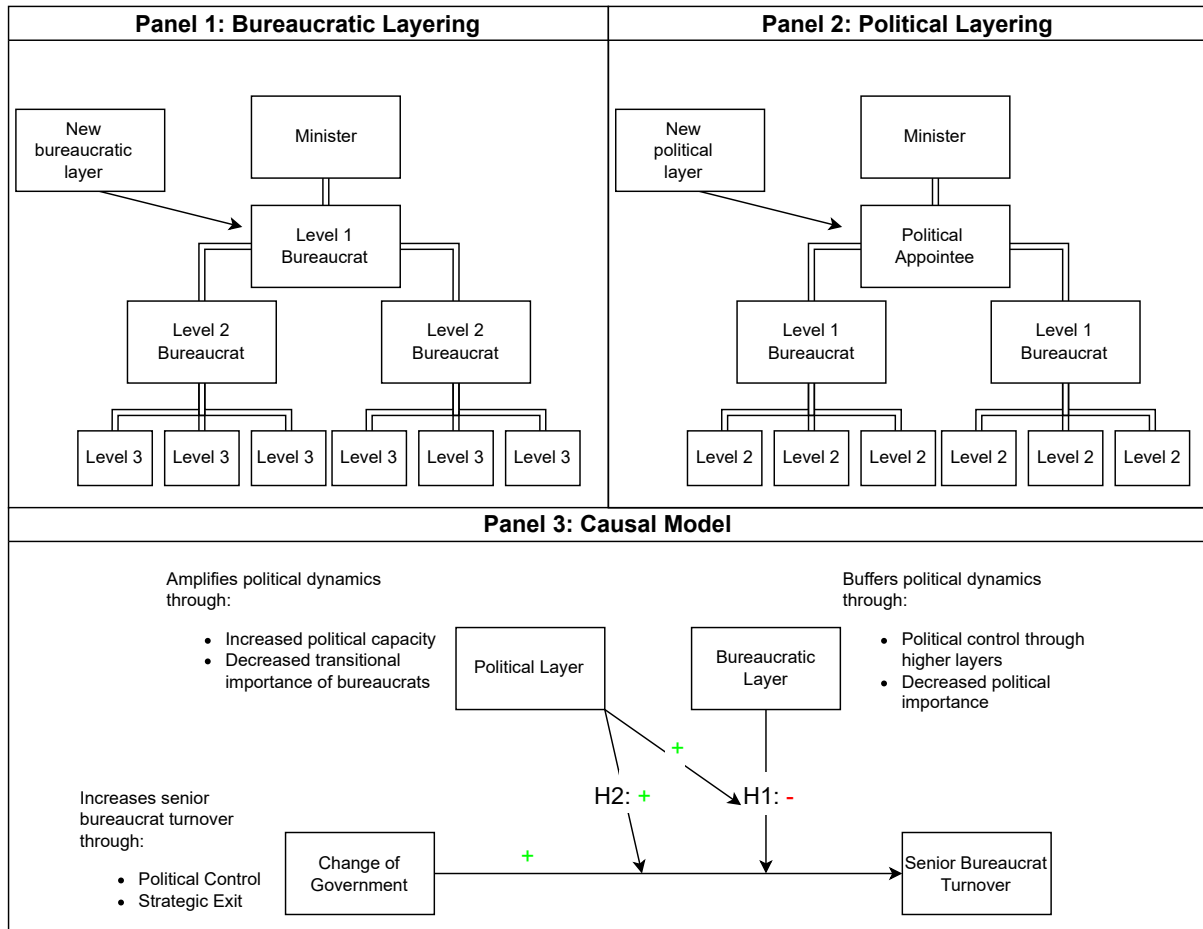 Panel 1: Bureaucratic Layering
New
bureaucratic
layer
Minister
Level 1
Bureaucrat
Level 2
Bureaucrat
Level 2
Bureaucrat
Level 3
Level 3
Level 3
Level 3
Level 3
Level 3
Panel 2: Political Layering
New
political
layer
Minister
Political
Appointee
Level 1
Bureaucrat
Level 1
Bureaucrat
Level 2
Level 2
Level 2
Level 2
Level 2
Level 2
Panel 3: Causal Model
Amplifies political dynamics
through:
• Increased political capacity
• Decreased transitional
importance of bureaucrats
Political Layer
Bureaucratic
Layer
Buffers political dynamics
through:
• Political control through
higher layers
• Decreased political
importance
+
H2: +
H1: -
Increases senior
bureaucrat turnover
through:
• Political Control
• Strategic Exit
Change of
Government
+
Senior Bureaucrat
Turnover